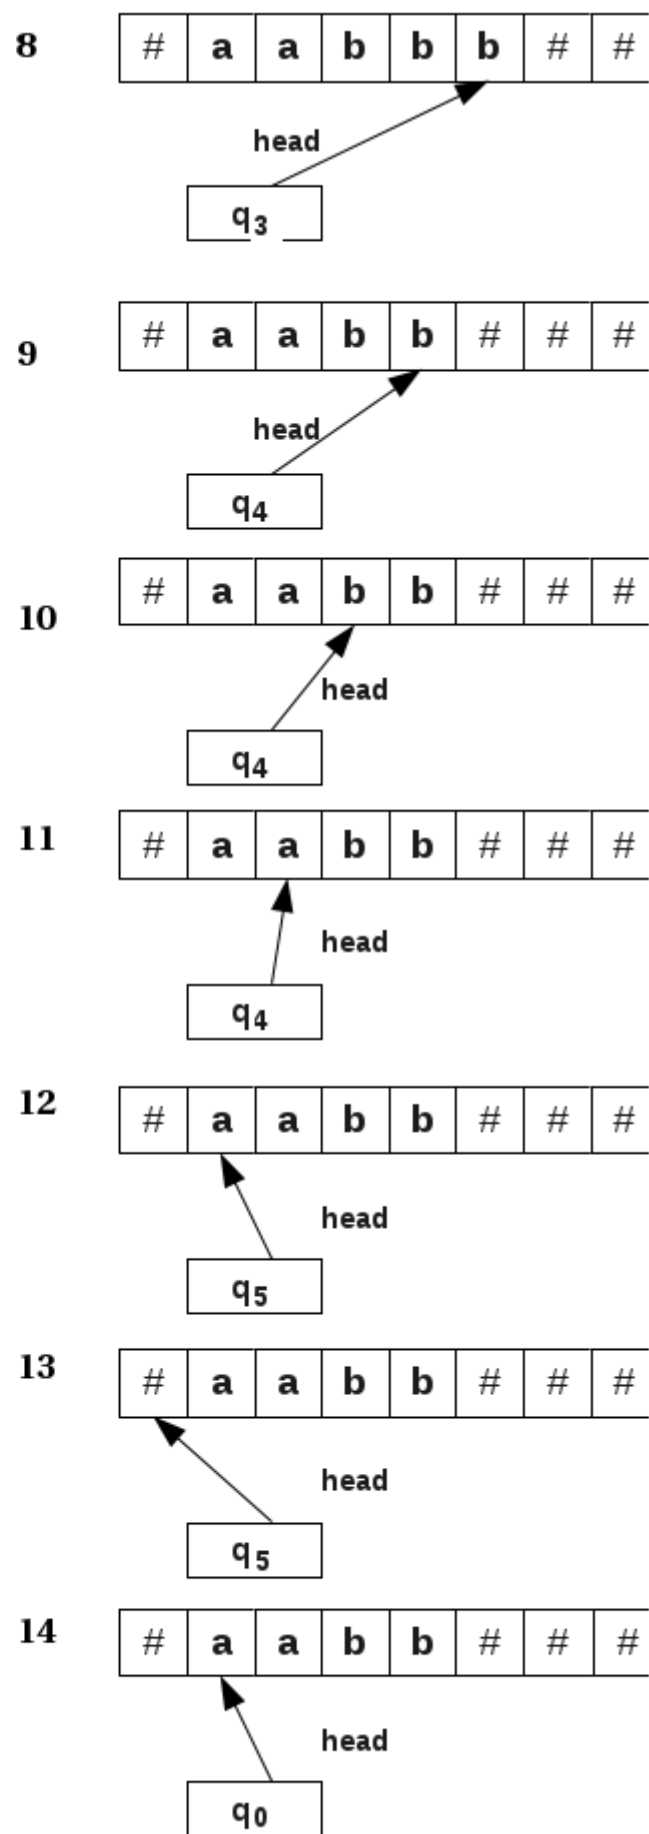 8 # a a b b b # #
head
q3
9 # a a b b # # #
head
q4
10 # a a b b # # #
head
q4
11 # a a b b # # #
head
q4
12 # a a b b # # #
head
q5
13 # a a b b # # #
head
q5
14 # a a b b # # #
head
q0